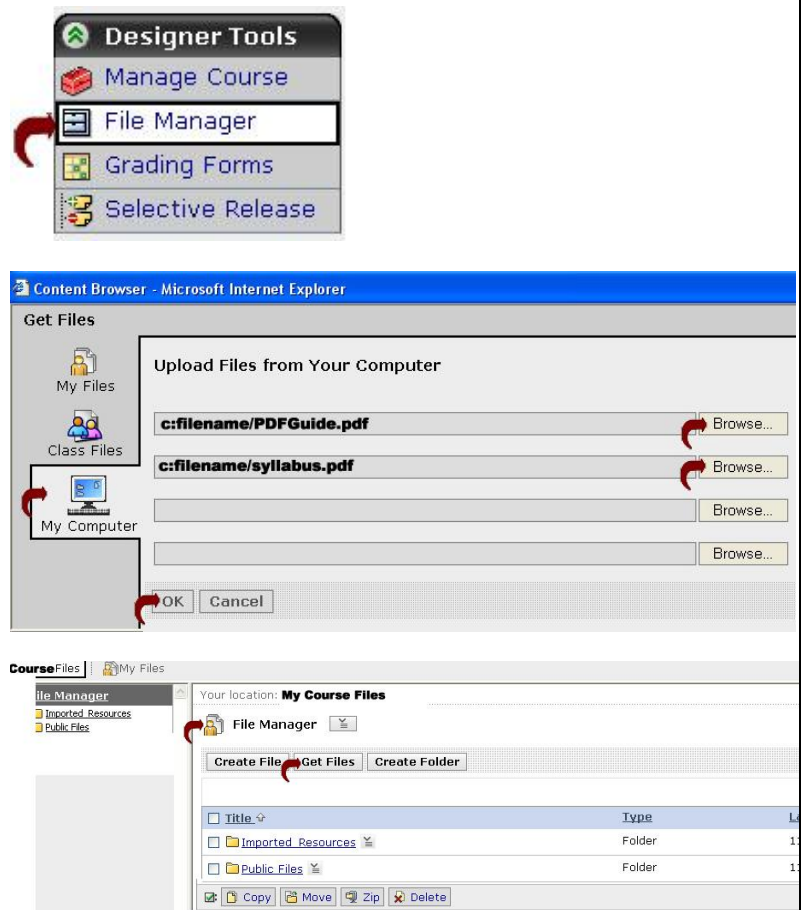 Designer Tools
Manage Course
File Manager
Grading Forms
Selective Release
Content Browser - Microsoft Internet Explorer
Get Files
My Files
Upload Files from Your Computer
Class Files
c:filename/PDFGuide.pdf Browse...
c:filename/syllabus.pdf Browse...
My Computer
Browse...
Browse...
OK Cancel
CourseFiles My Files
ile Manager
Imported Resources
Public Files
Your location: My Course Files
File Manager
Create File Get Files Create Folder
Title Type
Imported Resources Folder
Public Files Folder
Copy Move Zip Delete